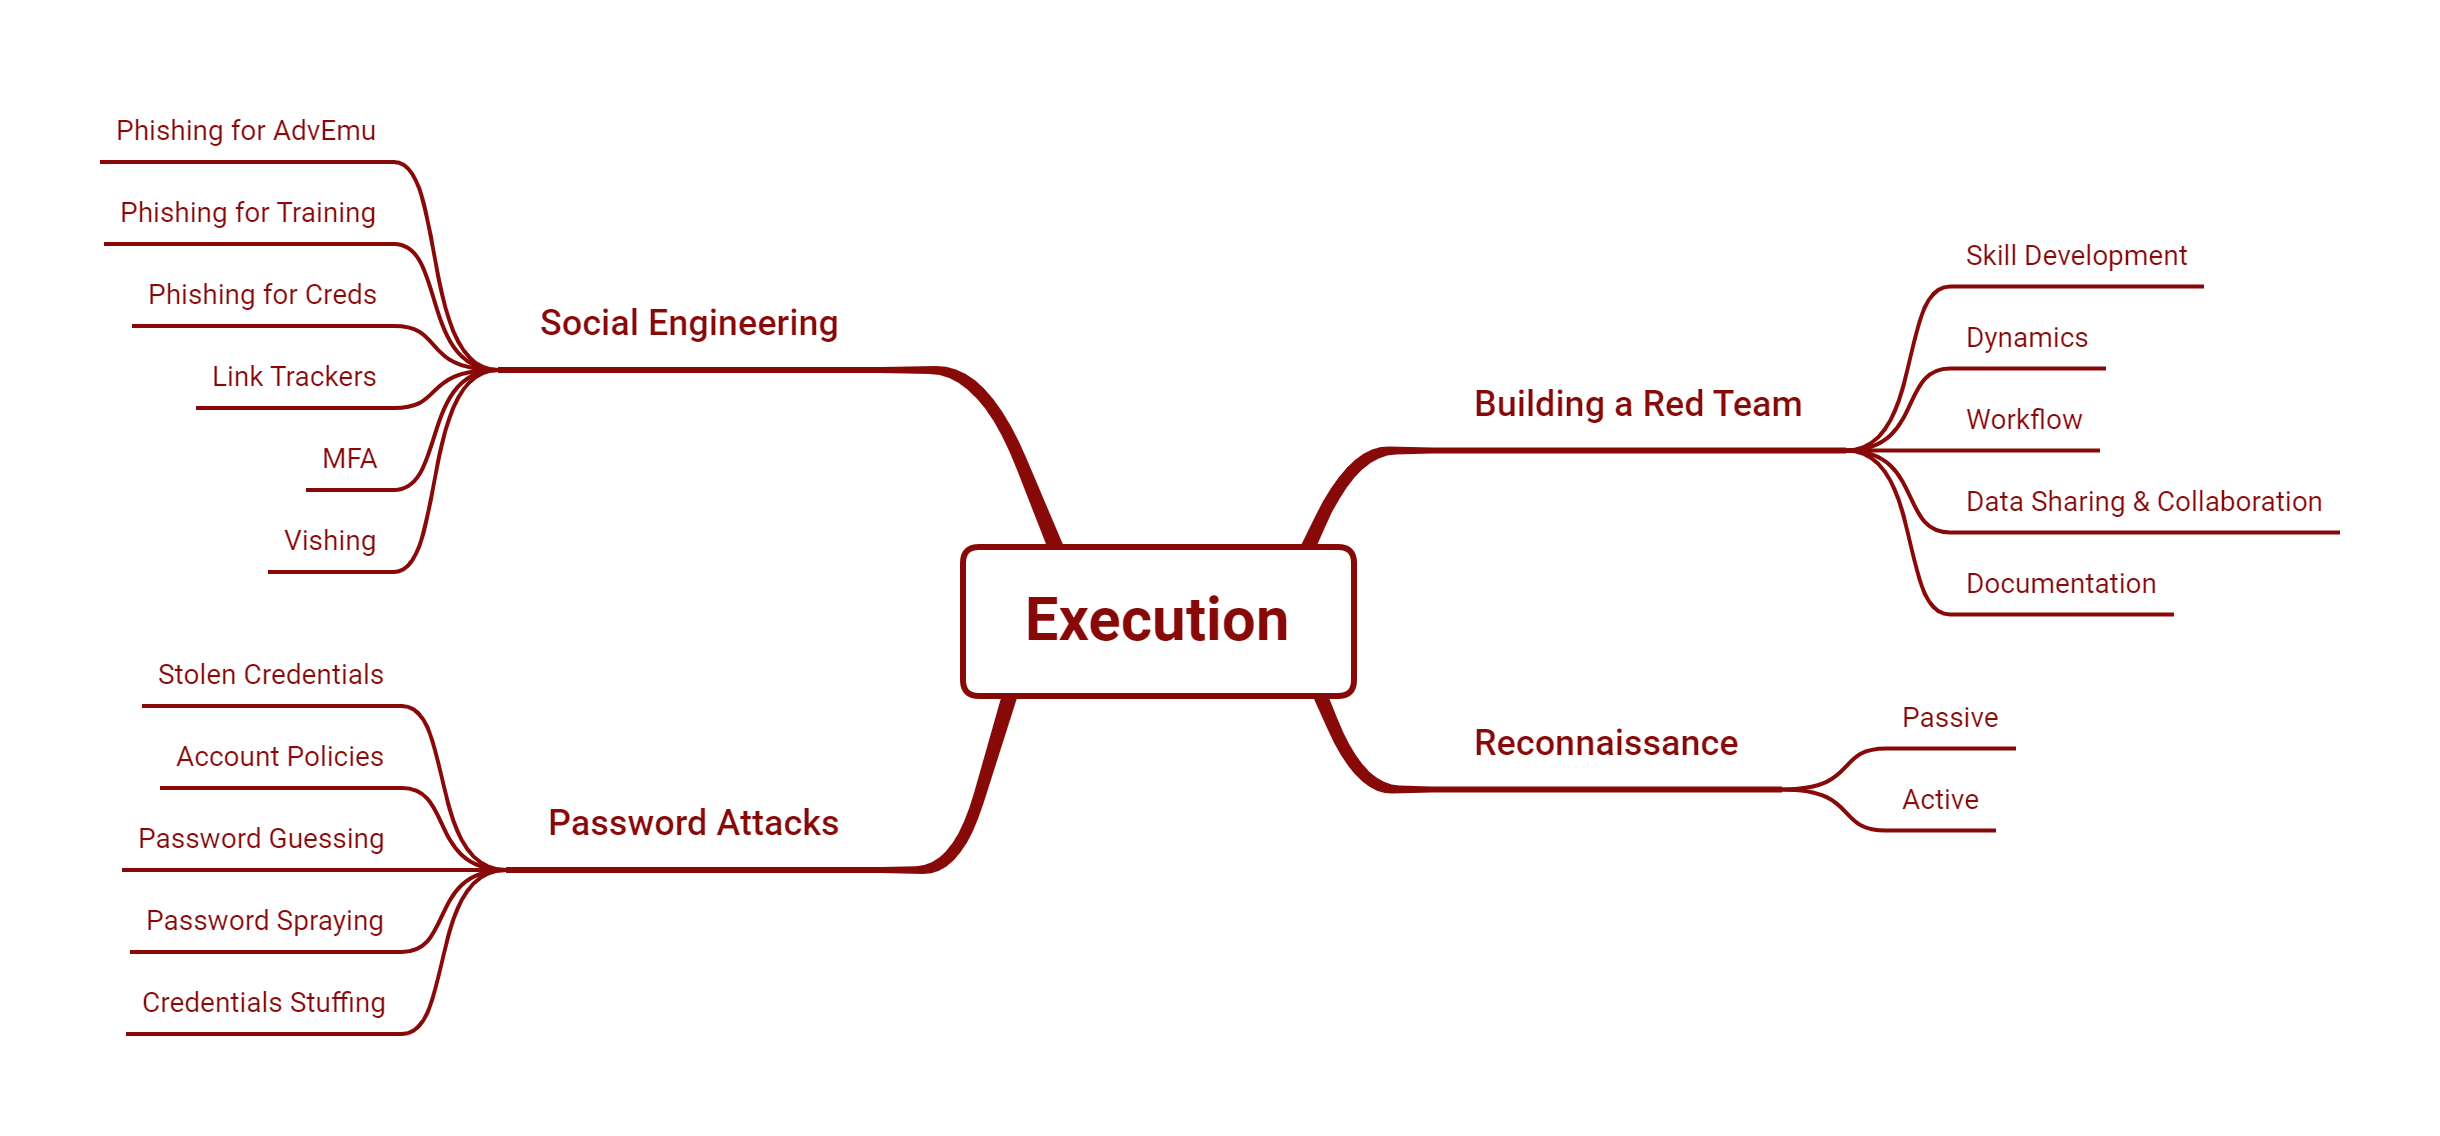 Phishing for AdvEmu
Phishing for Training
Phishing for Creds
Link Trackers
MFA
Vishing
Social Engineering
Stolen Credentials
Account Policies
Password Guessing
Password Spraying
Credentials Stuffing
Password Attacks
Execution
Building a Red Team
Skill Development
Dynamics
Workflow
Data Sharing & Collaboration
Documentation
Reconnaissance
Passive
Active